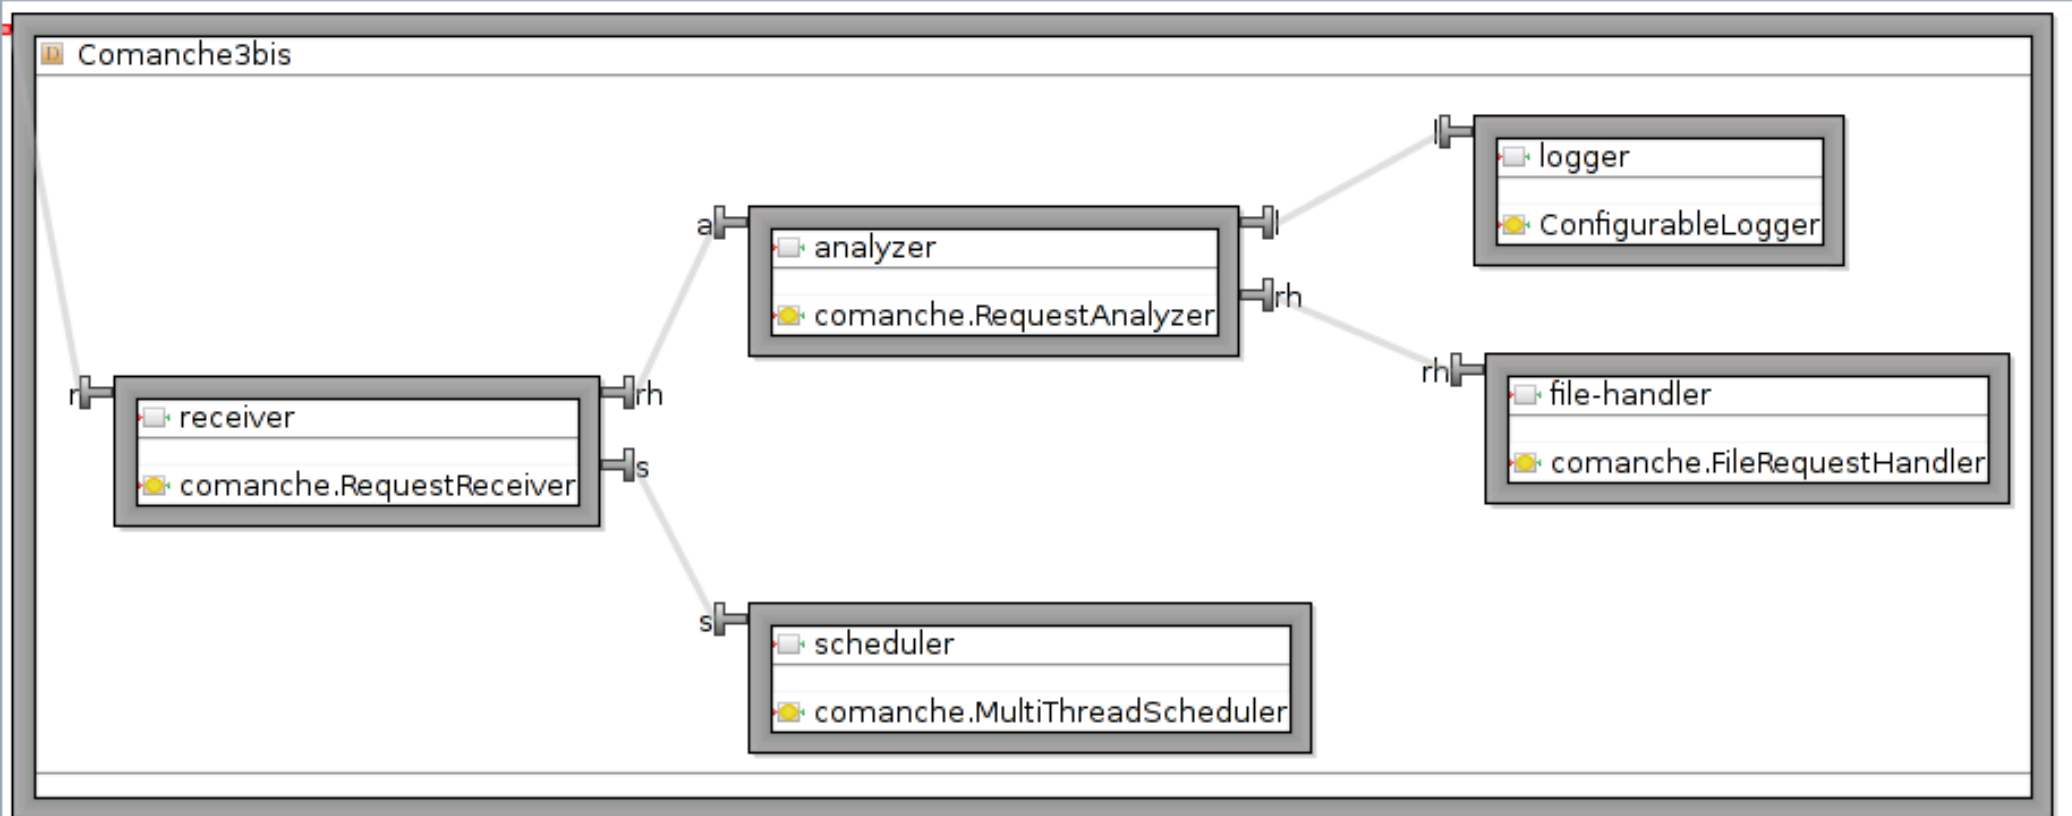 D Comanche3bis
l
logger
ConfigurableLogger
a
analyzer
comanche.RequestAnalyzer
l
rh
rh
file-handler
comanche.FileRequestHandler
r
receiver
comanche.RequestReceiver
rh
s
s
scheduler
comanche.MultiThreadScheduler